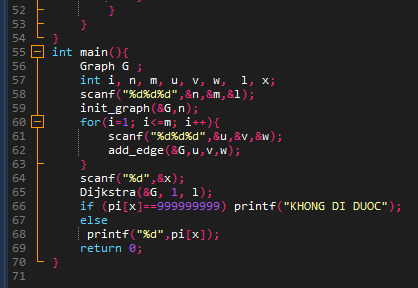 52 }
53 }
54 }
55 int main(){
56 Graph G ;
57 int i, n, m, u, v, w,  l, x;
58 scanf("%d%d%d",&n,&m,&l);
59 init_graph(&G,n);
60 for(i=1; i<=m; i++){
61 scanf("%d%d%d",&u,&v,&w);
62 add_edge(&G,u,v,w);
63 }
64 scanf("%d",&x);
65 Dijkstra(&G, 1, l);
66 if (pi[x]==999999999) printf("KHONG DI DUOC");
67 else
68 printf("%d",pi[x]);
69 return 0;
70 }
71